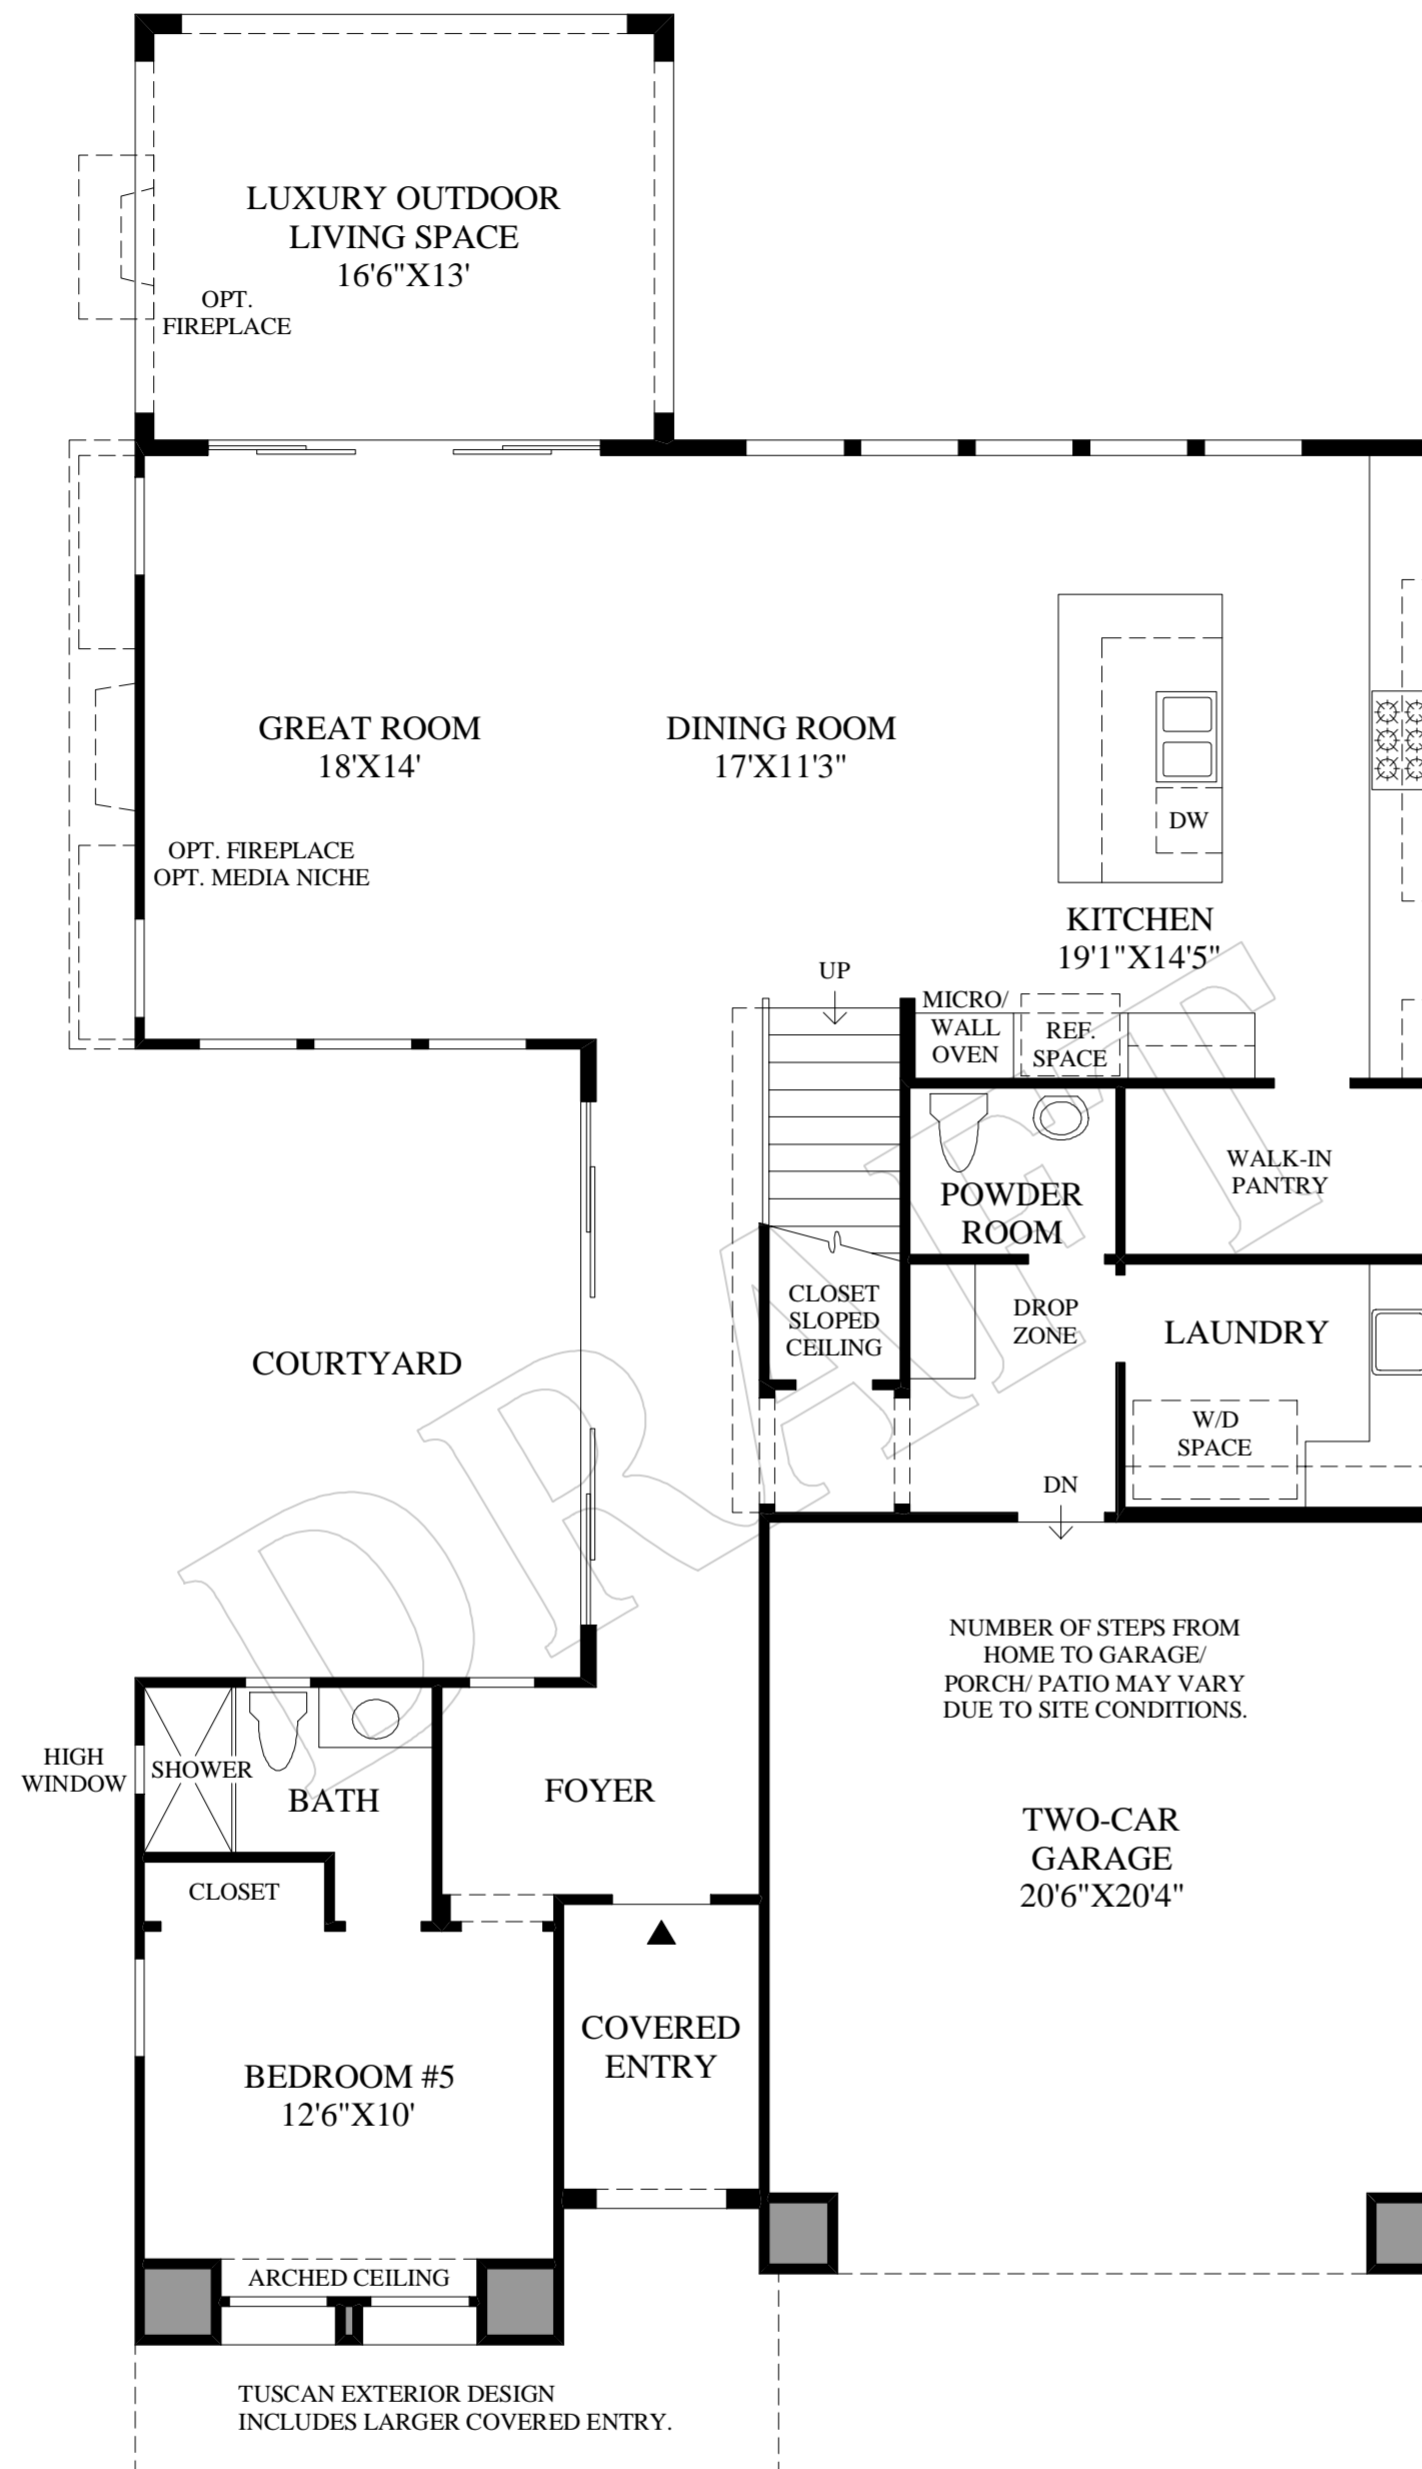 LUXURY OUTDOOR
LIVING SPACE
16'6"X13'
OPT.
FIREPLACE
GREAT ROOM
18'X14'
DINING ROOM
17'X11'3"
DW
OPT. FIREPLACE
OPT. MEDIA NICHE
KITCHEN
19'1"X14'5"
UP
MICRO/
WALL
OVEN
REF.
SPACE
WALK-IN
PANTRY
POWDER
ROOM
CLOSET
SLOPED
CEILING
DROP
ZONE
LAUNDRY
COURTYARD
W/D
SPACE
DN
DRAFT
NUMBER OF STEPS FROM
HOME TO GARAGE/
PORCH/ PATIO MAY VARY
DUE TO SITE CONDITIONS.
HIGH
WINDOW
SHOWER
BATH
FOYER
TWO-CAR
GARAGE
20'6"X20'4"
CLOSET
COVERED
ENTRY
BEDROOM #5
12'6"X10'
ARCHED CEILING
TUSCAN EXTERIOR DESIGN
INCLUDES LARGER COVERED ENTRY.